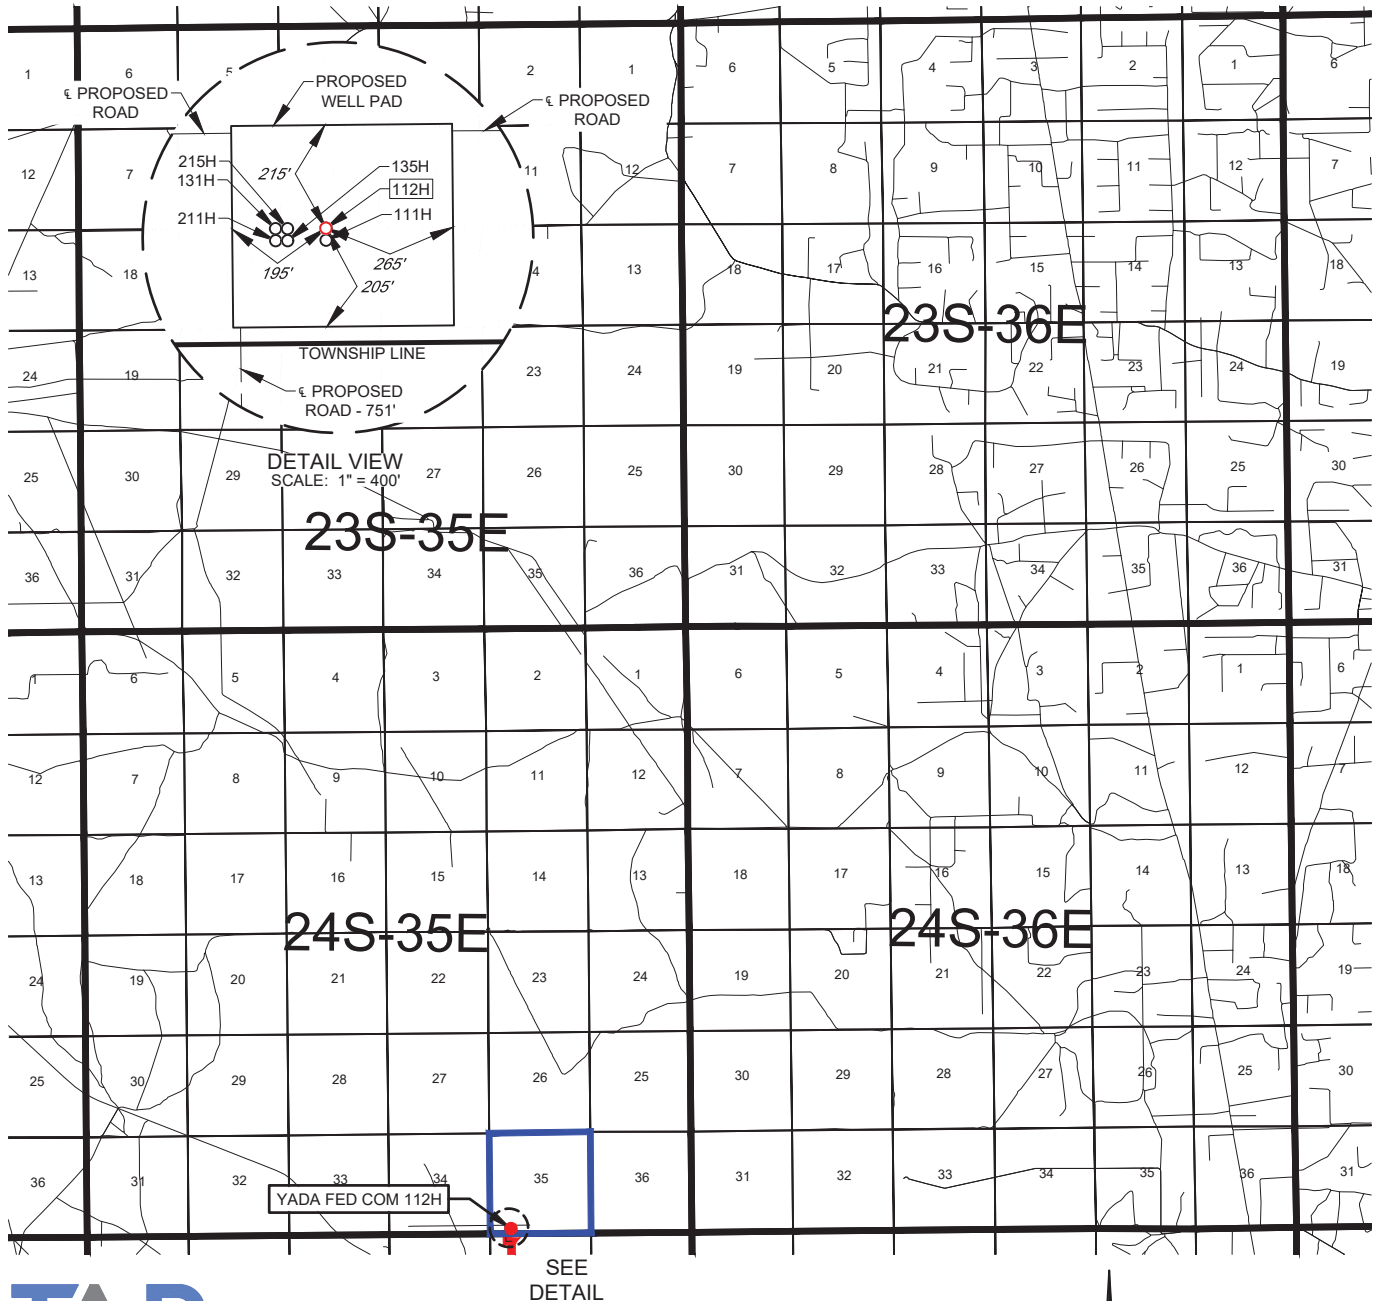 1 6 5 2 1 6 5 4 3 2 1 6
PROPOSED
WELL PAD
℄ PROPOSED
ROAD
℄ PROPOSED
ROAD
12 7 11 12 7 8 9 10 11 12 7
215H 215' 135H
131H 112H
211H 111H
195' 265'
205'
13 18 4 13 18 17 16 15 14 13 18
23S-36E
TOWNSHIP LINE
24 19 23 24 19 20 21 22 23 24 19
℄ PROPOSED
ROAD - 751'
DETAIL VIEW
SCALE: 1" = 400'
25 30 29 27 26 25 30 29 28 27 26 25 30
23S-35E
36 31 32 33 34 35 36 31 32 33 34 35 36 31
1 6 5 4 3 2 1 6 5 4 3 2 1 6
12 7 8 9 10 11 12 7 8 9 10 11 12 7
13 18 17 16 15 14 13 18 17 16 15 14 13 18
24S-35E 24S-36E
24 19 20 21 22 23 24 19 20 21 22 23 24 19
25 30 29 28 27 26 25 30 29 28 27 26 25 30
36 31 32 33 34 35 36 31 32 33 34 35 36 31
YADA FED COM 112H
SEE
DETAIL